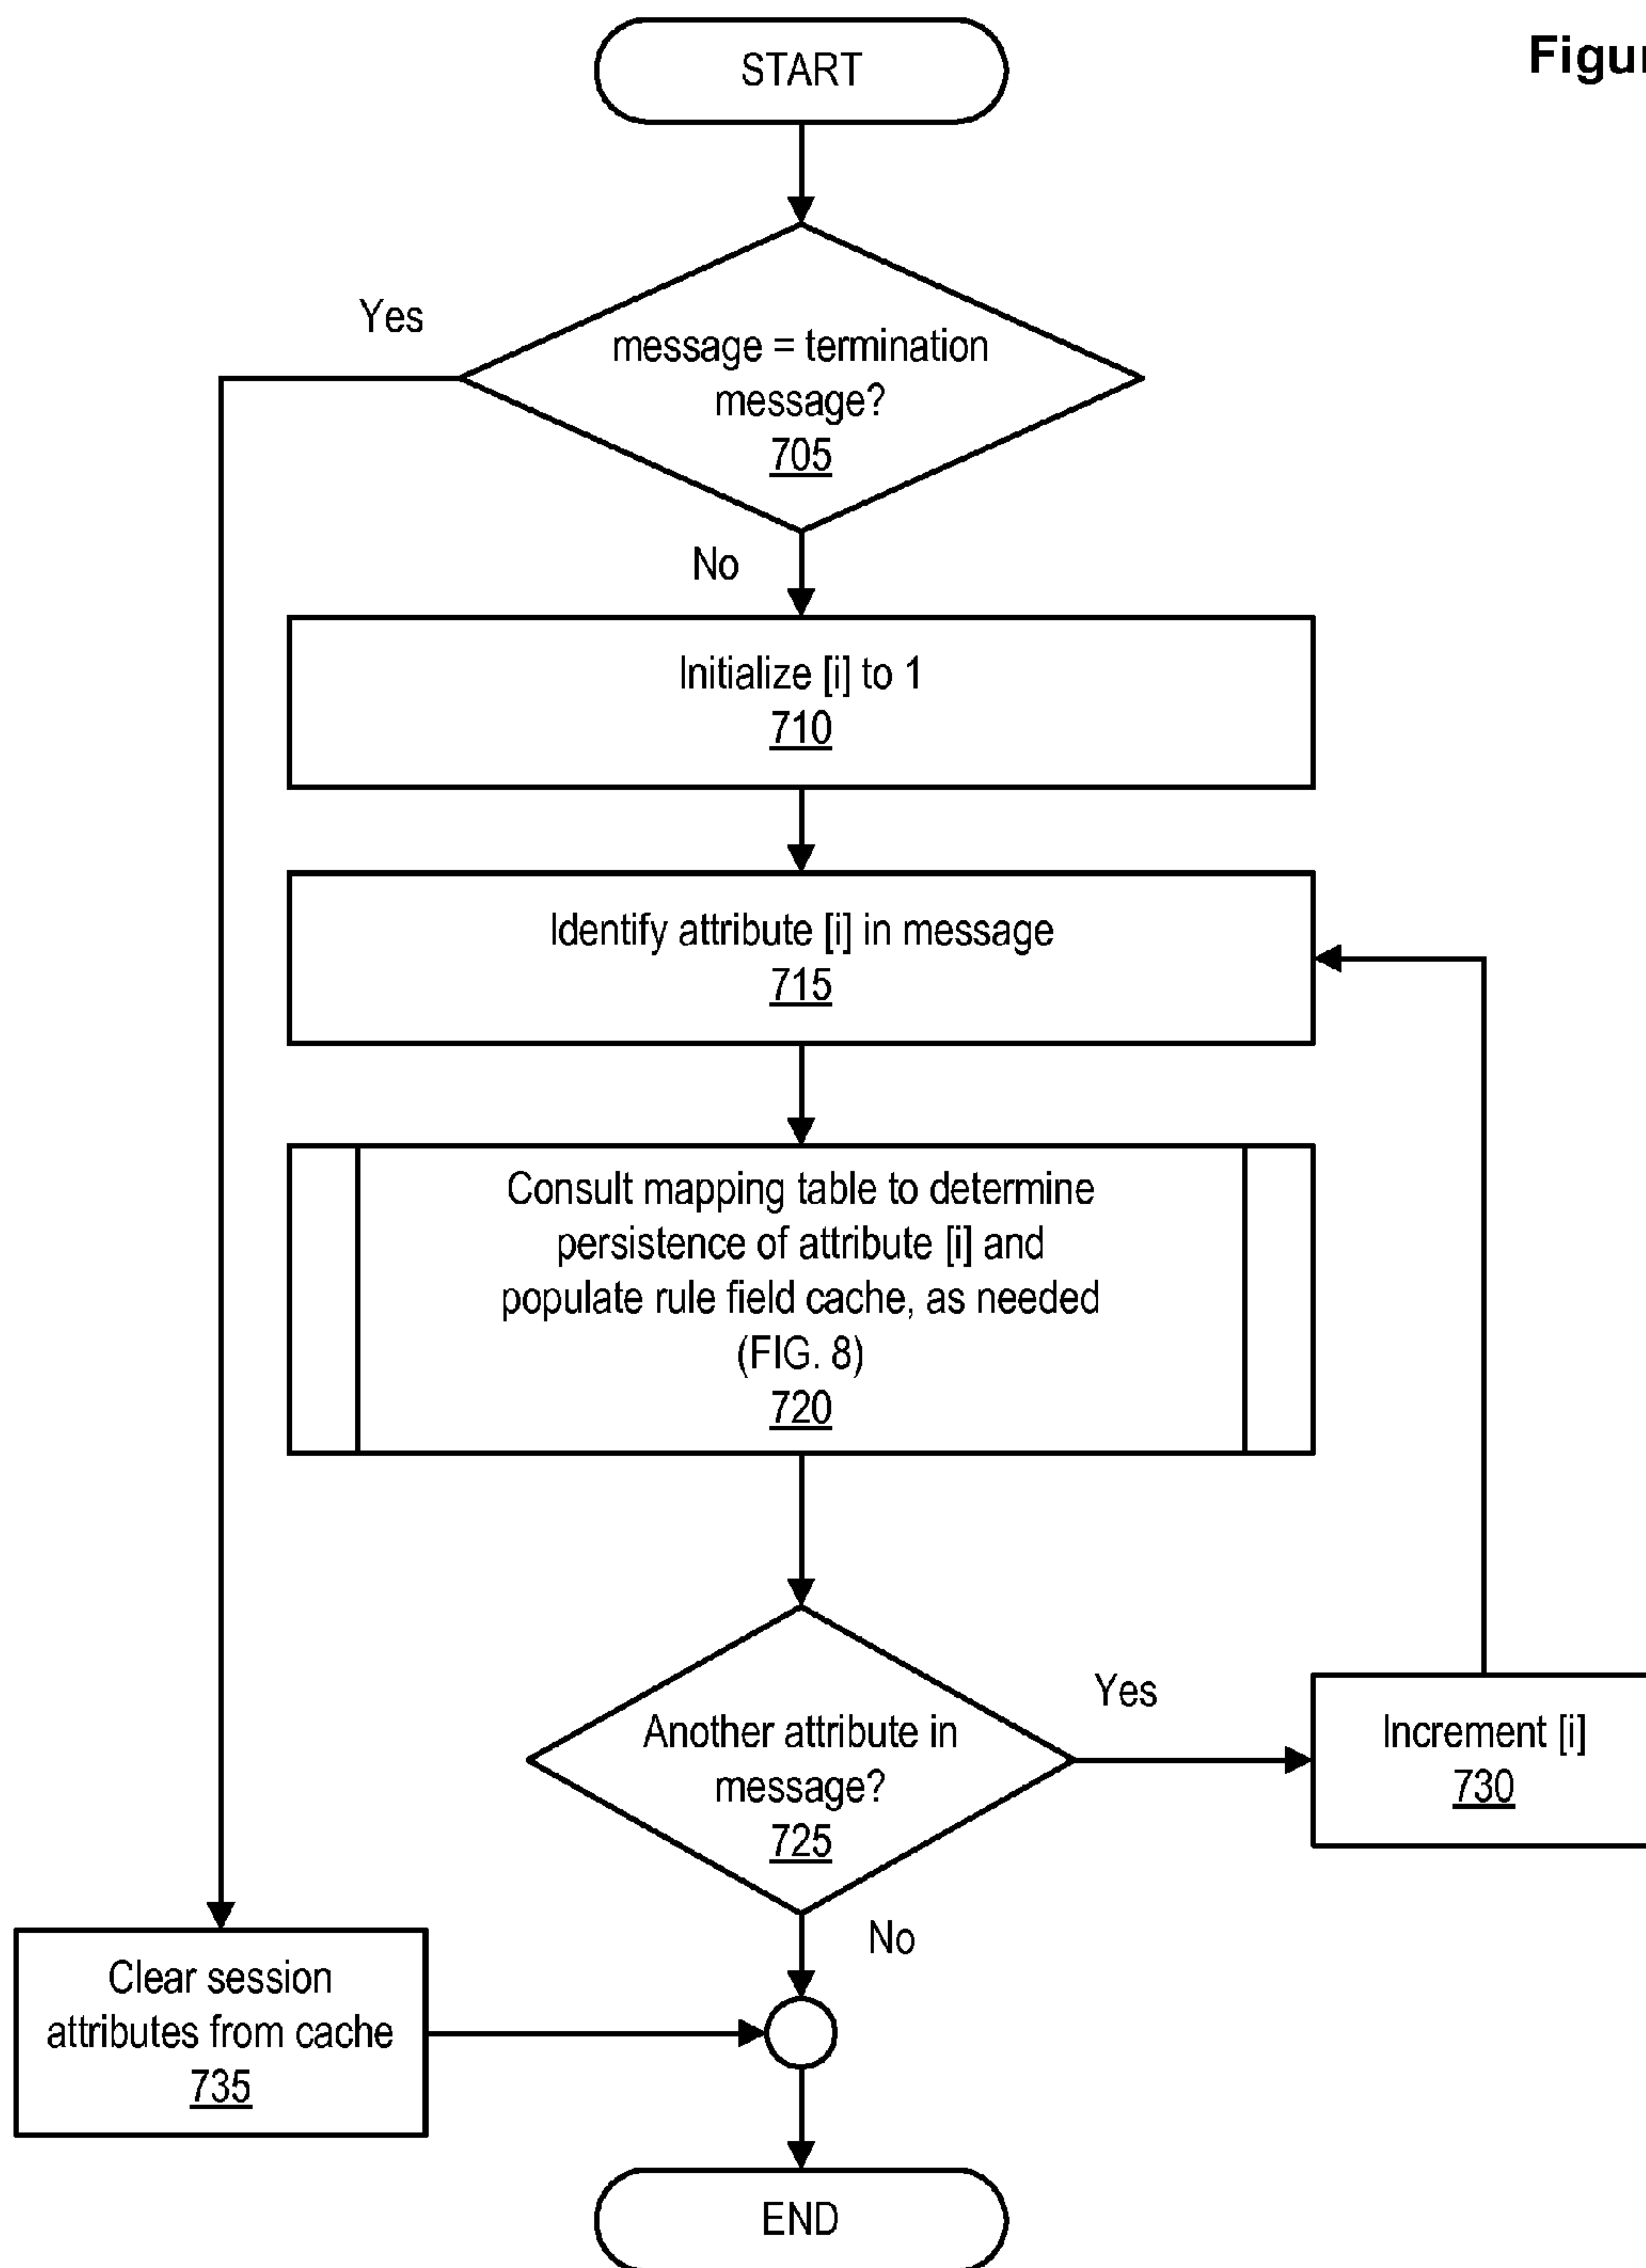 START
Figur
Yes
message = termination
message?
705
No
Initialize [i] to 1
710
Identify attribute [i] in message
715
Consult mapping table to determine
persistence of attribute [i] and
populate rule field cache, as needed
(FIG. 8)
720
Yes
Another attribute in
message?
725
Increment [i]
730
No
Clear session
attributes from cache
735
END